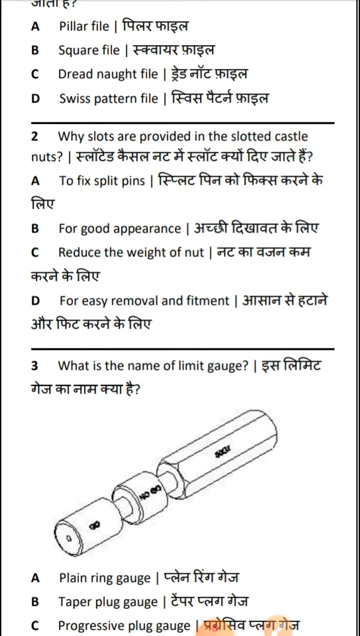 जाता है?
A Pillar file | पिलर फाइल
B Square file | स्क्वायर फ़ाइल
C Dread naught file | ड्रेड नॉट फ़ाइल
D Swiss pattern file | स्विस पैटर्न फ़ाइल
2 Why slots are provided in the slotted castle
nuts? | स्लॉटेड कैसल नट में स्लॉट क्यों दिए जाते हैं?
A To fix split pins | स्प्लिट पिन को फिक्स करने के
लिए
B For good appearance | अच्छी दिखावत के लिए
C Reduce the weight of nut | नट का वजन कम
करने के लिए
D For easy removal and fitment | आसान से हटाने
और फिट करने के लिए
3 What is the name of limit gauge? | इस लिमिट
गेज का नाम क्या है?
GO
NO GO
A Plain ring gauge | प्लेन रिंग गेज
B Taper plug gauge | टेंपर प्लग गेज
C Progressive plug gauge | प्रग्रेसिव प्लग गेज